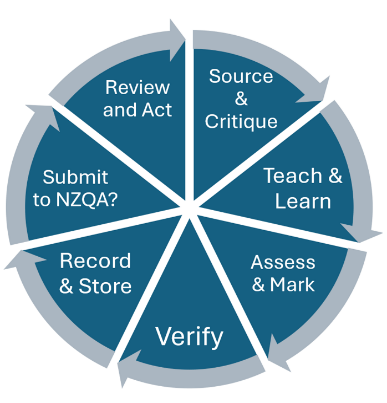 Source
&
Critique
Teach &
Learn
Assess
& Mark
Verify
Record
& Store
Submit
to NZQA?
Review
and Act